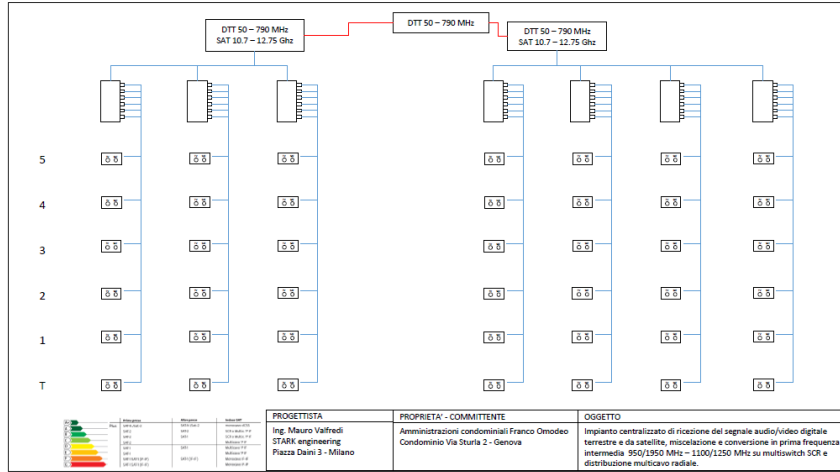 DTT 50 – 790 MHz
SAT 10.7 – 12.75 Ghz
DTT 50 – 790 MHz
DTT 50 – 790 MHz
SAT 10.7 – 12.75 Ghz
5
4
3
2
1
T
PROGETTISTA
Ing. Mauro Valfredi
STARK engineering
Piazza Daini 3 - Milano
PROPRIETA' - COMMITTENTE
Amministrazioni condominiali Franco Omodeo
Condominio Via Sturla 2 - Genova
OGGETTO
Impianto centralizzato di ricezione del segnale audio/video digitale
terrestre e da satellite, miscelazione e conversione in prima frequenza
intermedia 950/1950 MHz – 1100/1250 MHz su multiswitch SCR e
distribuzione multicavo radiale.